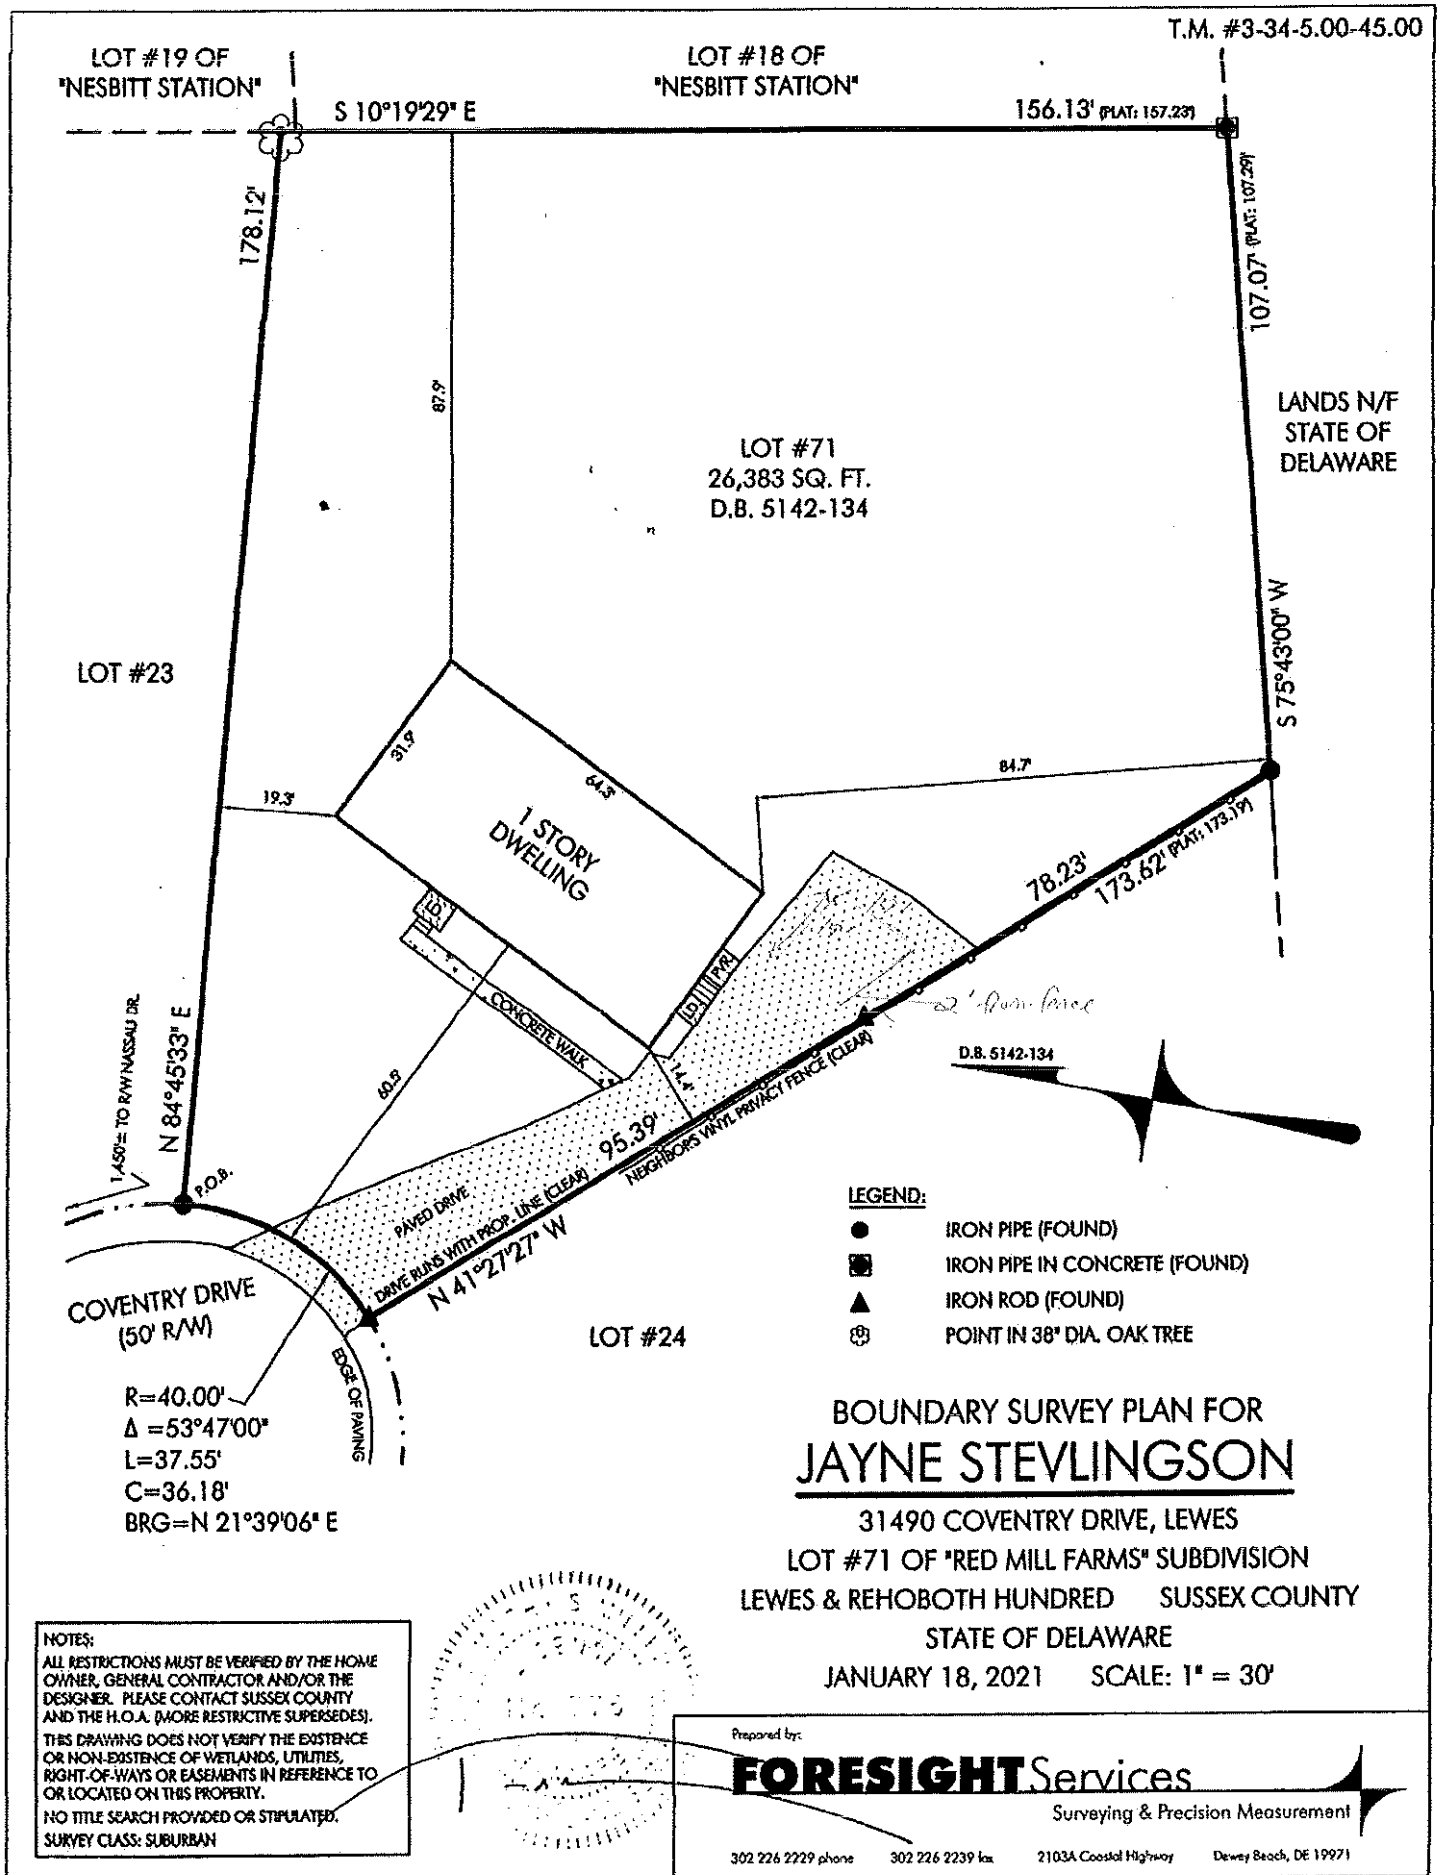 T.M. #3-34-5.00-45.00
LOT #19 OF
"NESBITT STATION"
LOT #18 OF
"NESBITT STATION"
S 10°19'29" E
156.13' (PLAT: 157.23')
178.12'
107.07' (PLAT: 107.29')
87.9'
LANDS N/F
STATE OF
DELAWARE
LOT #71
26,383 SQ. FT.
D.B. 5142-134
S 75°43'00" W
LOT #23
31.9'
64.3'
84.7'
19.3'
1 STORY
DWELLING
78.23'
173.62' (PLAT: 173.19')
LD.
PVR.
LD.
CONCRETE WALK
2' from fence
N 84°45'33" E
1,450'± TO R/W NASSAU DR.
P.O.B.
60.5'
14.4'
D.B. 5142-134
95.39'
NEIGHBORS VINYL PRIVACY FENCE (CLEAR)
PAVED DRIVE
DRIVE RUNS WITH PROP. LINE (CLEAR)
N 41°27'27" W
LEGEND:
IRON PIPE (FOUND)
IRON PIPE IN CONCRETE (FOUND)
IRON ROD (FOUND)
POINT IN 38" DIA. OAK TREE
COVENTRY DRIVE
(50' R/W)
LOT #24
EDGE OF PAVING
R=40.00'
Δ =53°47'00"
L=37.55'
C=36.18'
BRG=N 21°39'06" E
BOUNDARY SURVEY PLAN FOR
JAYNE STEVLINGSON
31490 COVENTRY DRIVE, LEWES
LOT #71 OF "RED MILL FARMS" SUBDIVISION
LEWES & REHOBOTH HUNDRED SUSSEX COUNTY
STATE OF DELAWARE
JANUARY 18, 2021 SCALE: 1" = 30'
NOTES:
ALL RESTRICTIONS MUST BE VERIFIED BY THE HOME
OWNER, GENERAL CONTRACTOR AND/OR THE
DESIGNER. PLEASE CONTACT SUSSEX COUNTY
AND THE H.O.A. (MORE RESTRICTIVE SUPERSEDES).
THIS DRAWING DOES NOT VERIFY THE EXISTENCE
OR NON-EXISTENCE OF WETLANDS, UTILITIES,
RIGHT-OF-WAYS OR EASEMENTS IN REFERENCE TO
OR LOCATED ON THIS PROPERTY.
NO TITLE SEARCH PROVIDED OR STIPULATED.
SURVEY CLASS: SUBURBAN
Prepared by:
FORESIGHT Services
Surveying & Precision Measurement
302 226 2229 phone 302 226 2239 fax 2103A Coastal Highway Dewey Beach, DE 19971